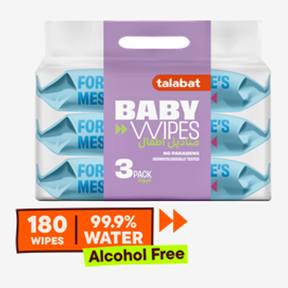 talabat
FOR
MES
E'S
BABY
WIPES
مناديل أطفال
NO PARABENS
DERMATOLOGICALLY TESTED
3 PACK
180
WIPES
99.9%
WATER
Alcohol Free